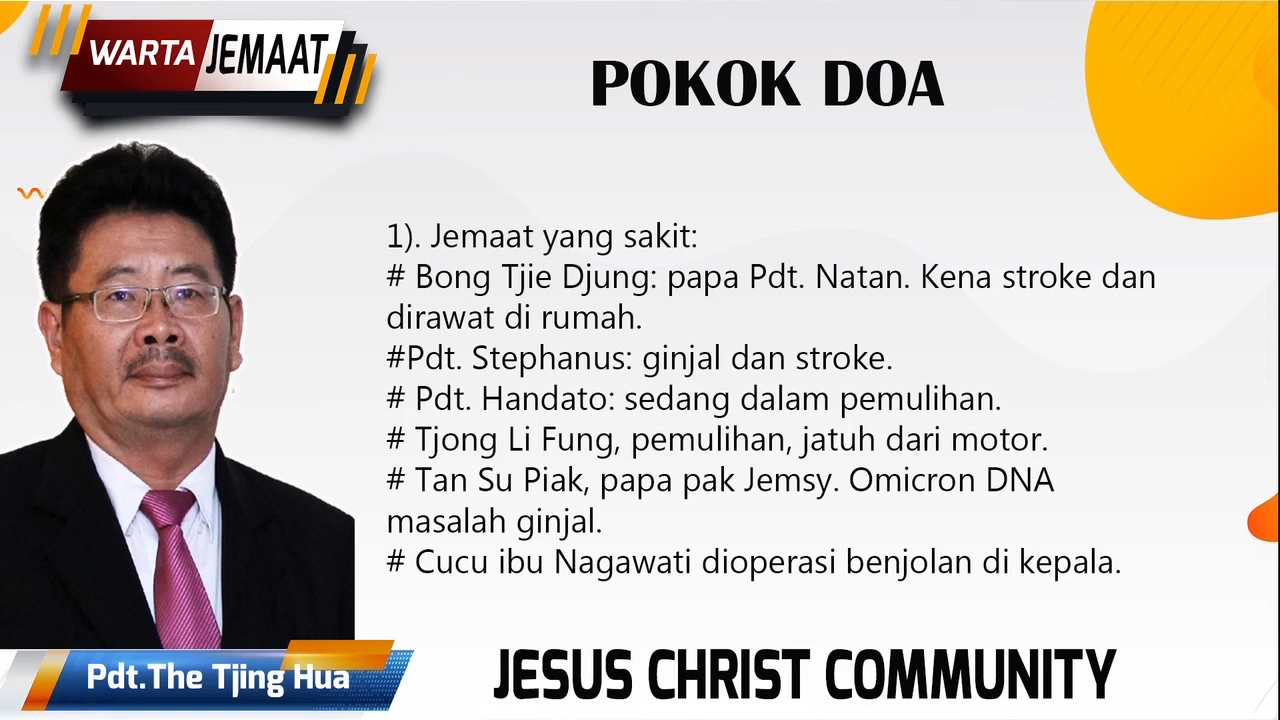 WARTA JEMAAT
POKOK DOA
1). Jemaat yang sakit:
# Bong Tjie Djung: papa Pdt. Natan. Kena stroke dan
dirawat di rumah.
#Pdt. Stephanus: ginjal dan stroke.
# Pdt. Handato: sedang dalam pemulihan.
# Tjong Li Fung, pemulihan, jatuh dari motor.
# Tan Su Piak, papa pak Jemsy. Omicron DNA
masalah ginjal.
# Cucu ibu Nagawati dioperasi benjolan di kepala.
Pdt.The Tjing Hua
JESUS CHRIST COMMUNITY